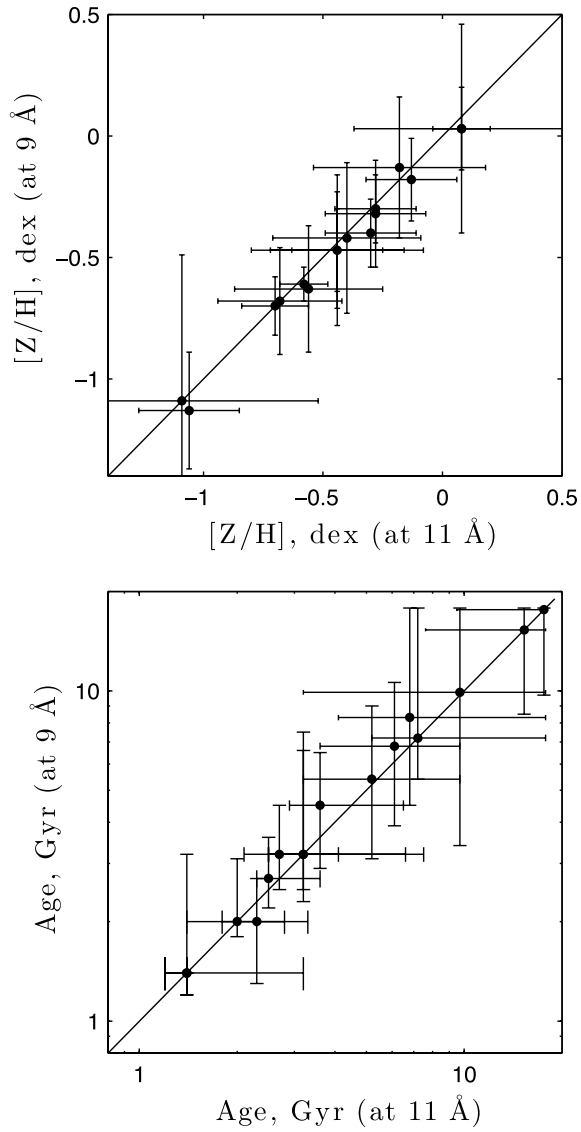 0.5
0
−0.5
−1
[Z/H], dex (at 9 Å)
−1 −0.5 0 0.5
[Z/H], dex (at 11 Å)
10
1
Age, Gyr (at 9 Å)
1 10
Age, Gyr (at 11 Å)